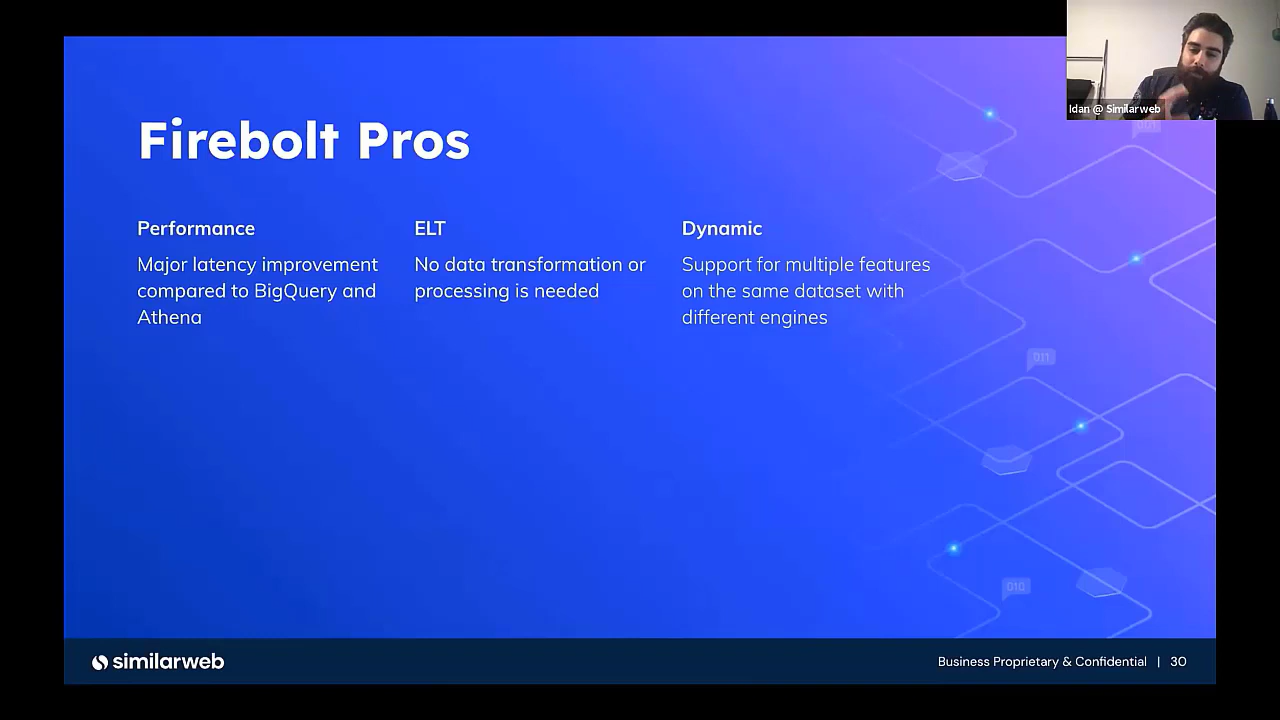 Idan @ Similarweb
Firebolt Pros
Performance
Major latency improvement
compared to BigQuery and
Athena
ELT
No data transformation or
processing is needed
Dynamic
Support for multiple features
on the same dataset with
different engines
011
010
similarweb
Business Proprietary & Confidential | 30